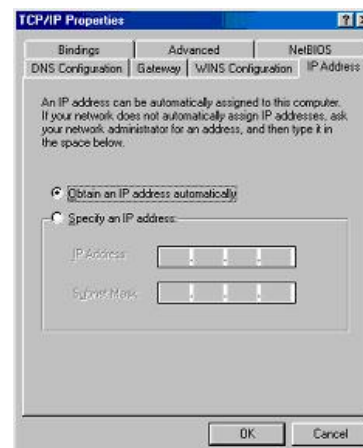 TCP/IP Properties
Bindings Advanced NetBIOS
DNS Configuration Gateway WINS Configuration IP Address
An IP address can be automatically assigned to this computer.
If your network does not automatically assign IP addresses, ask
your network administrator for an address, and then type it in
the space below.
Obtain an IP address automatically
Specify an IP address:
IP Address:
Subnet Mask:
OK Cancel